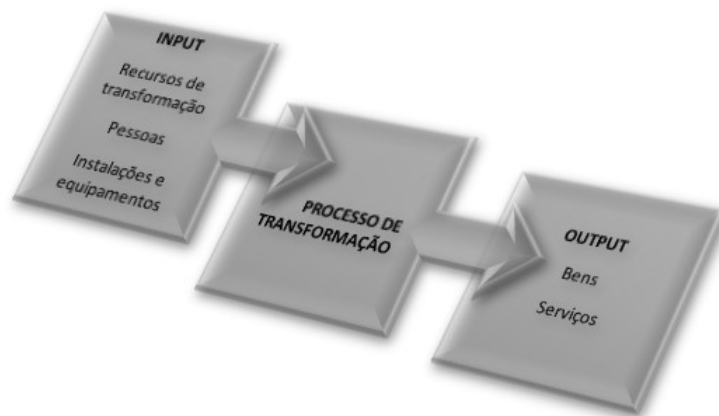 INPUT
Recursos de
transformação
Pessoas
Instalações e
equipamentos
PROCESSO DE
TRANSFORMAÇÃO
OUTPUT
Bens
Serviços